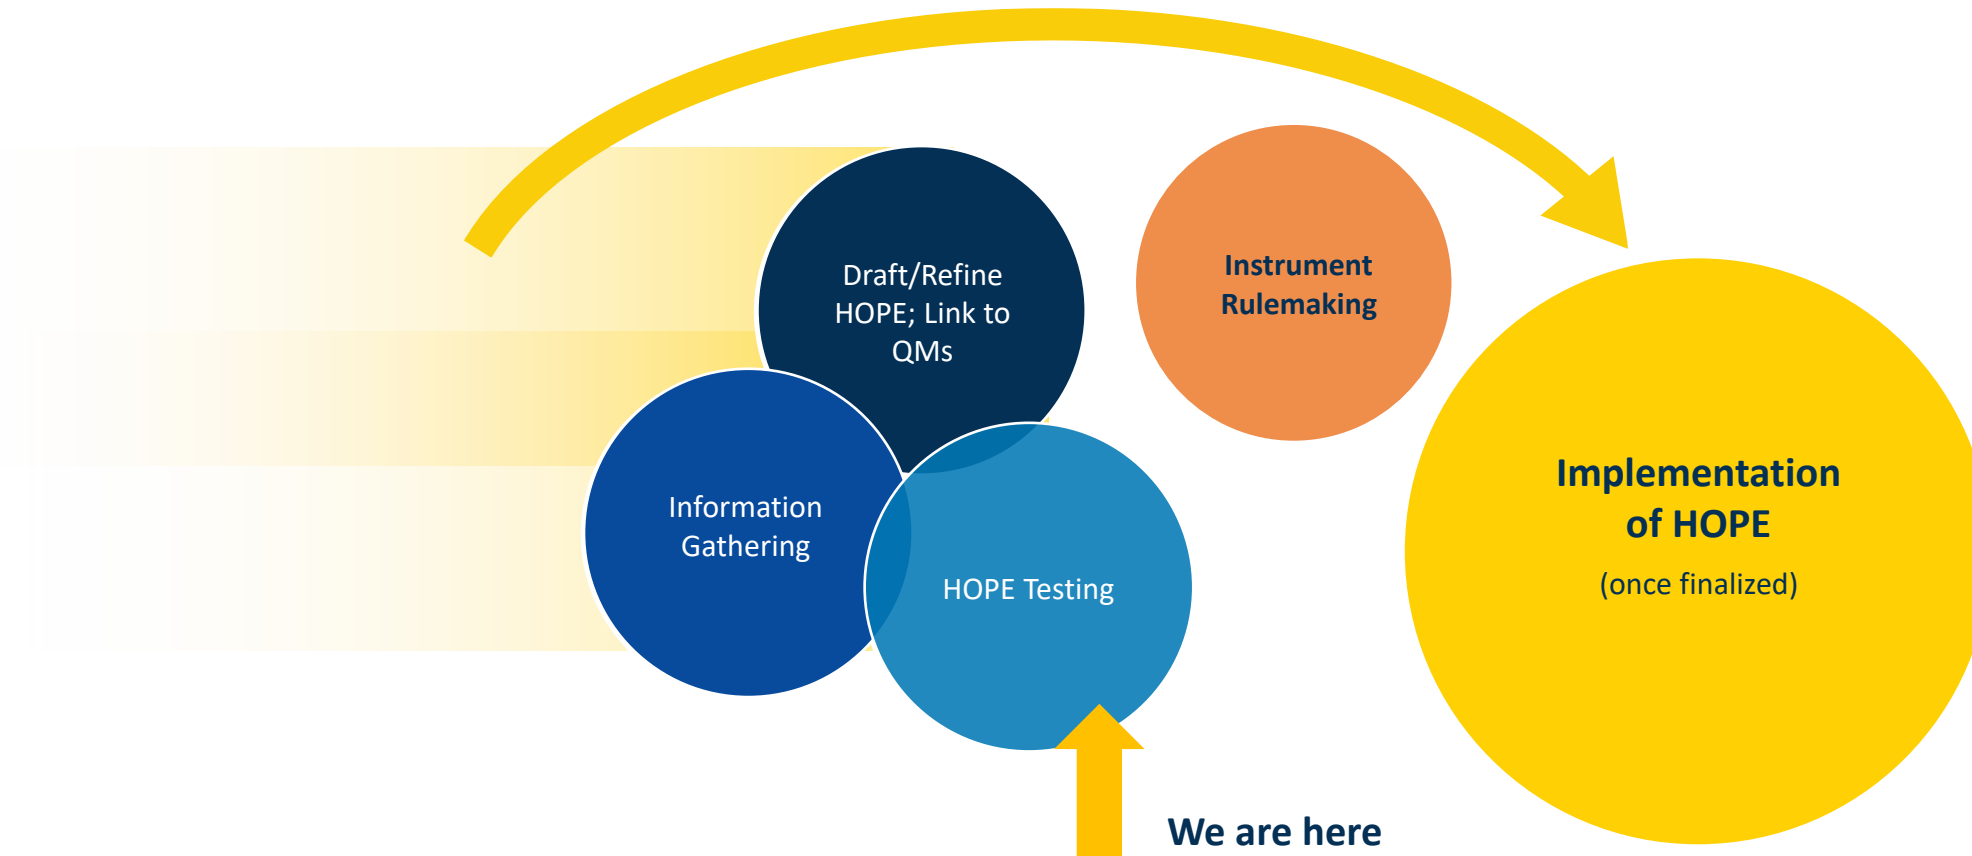 Draft/Refine
HOPE; Link to
QMs
Instrument
Rulemaking
Information
Gathering
HOPE Testing
Implementation
of HOPE
(once finalized)
We are here